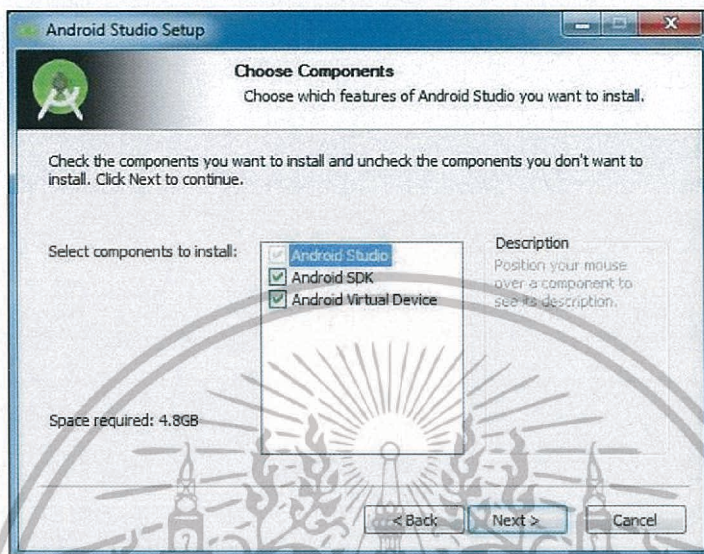 Android Studio Setup
Choose Components
Choose which features of Android Studio you want to install.
Check the components you want to install and uncheck the components you don't want to
install. Click Next to continue.
Select components to install:
Android Studio
Android SDK
Android Virtual Device
Description
Position your mouse
over a component to
see its description.
Space required: 4.8GB
< Back
Next >
Cancel